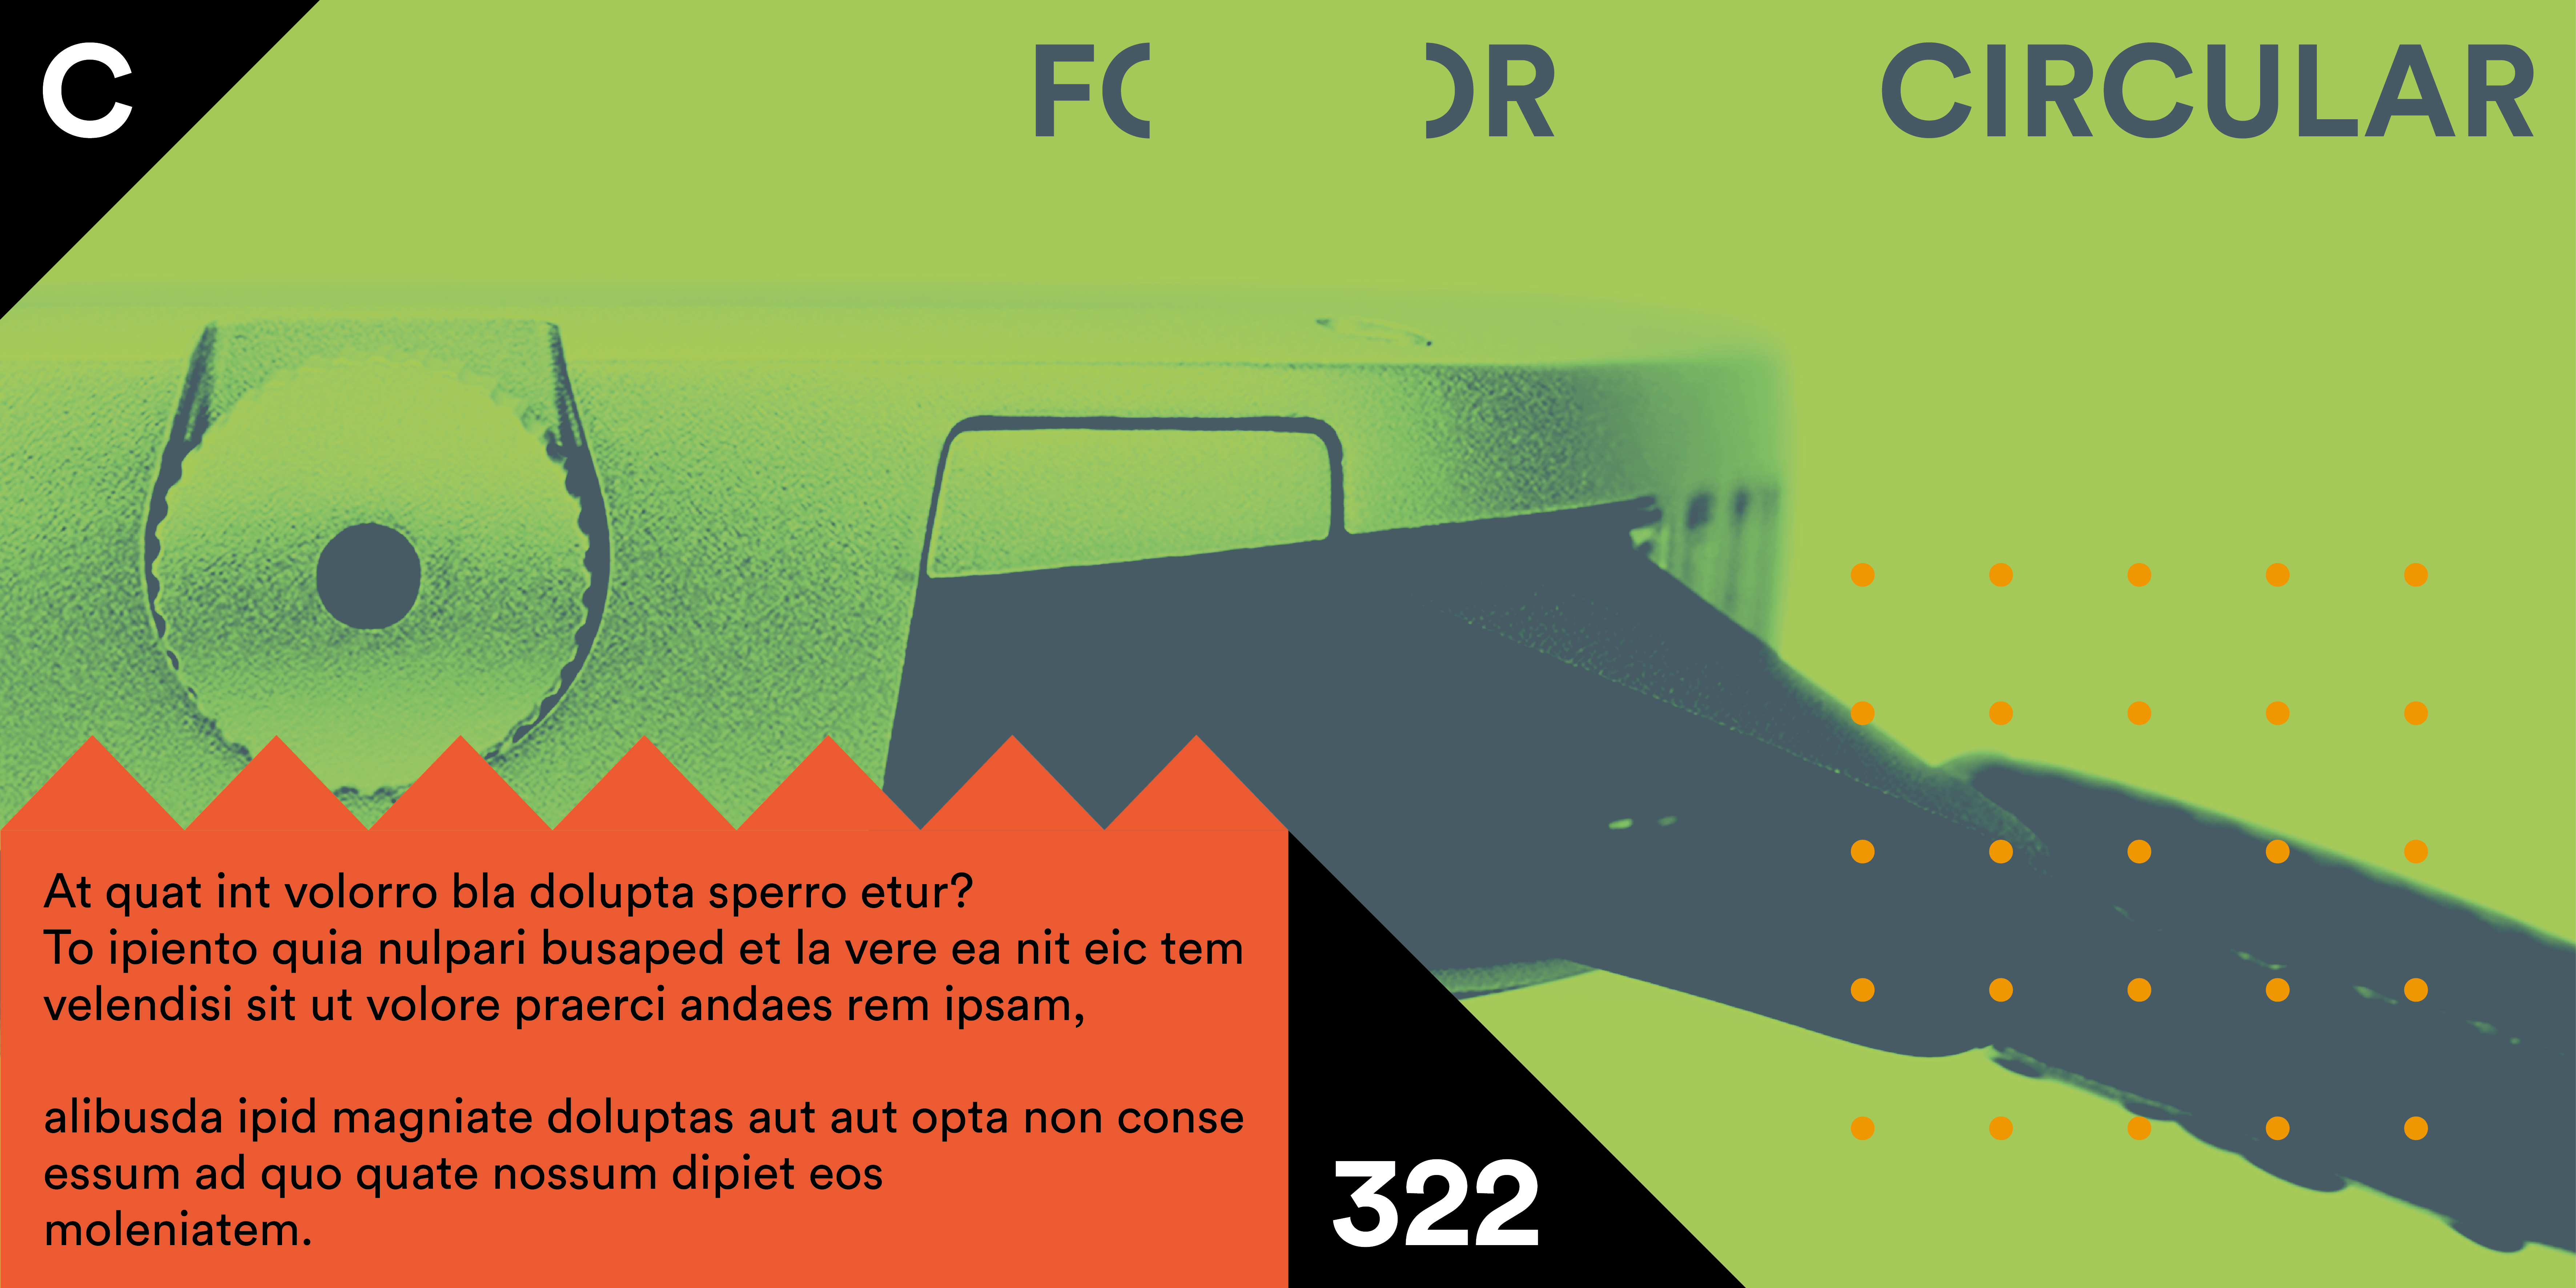 C FOR CIRCULAR
At quat int volorro bla dolupta sperro etur?
To ipiento quia nulpari busaped et la vere ea nit eic tem
velendisi sit ut volore praerci andaes rem ipsam,
alibusda ipid magniate doluptas aut aut opta non conse
essum ad quo quate nossum dipiet eos
moleniatem.
322